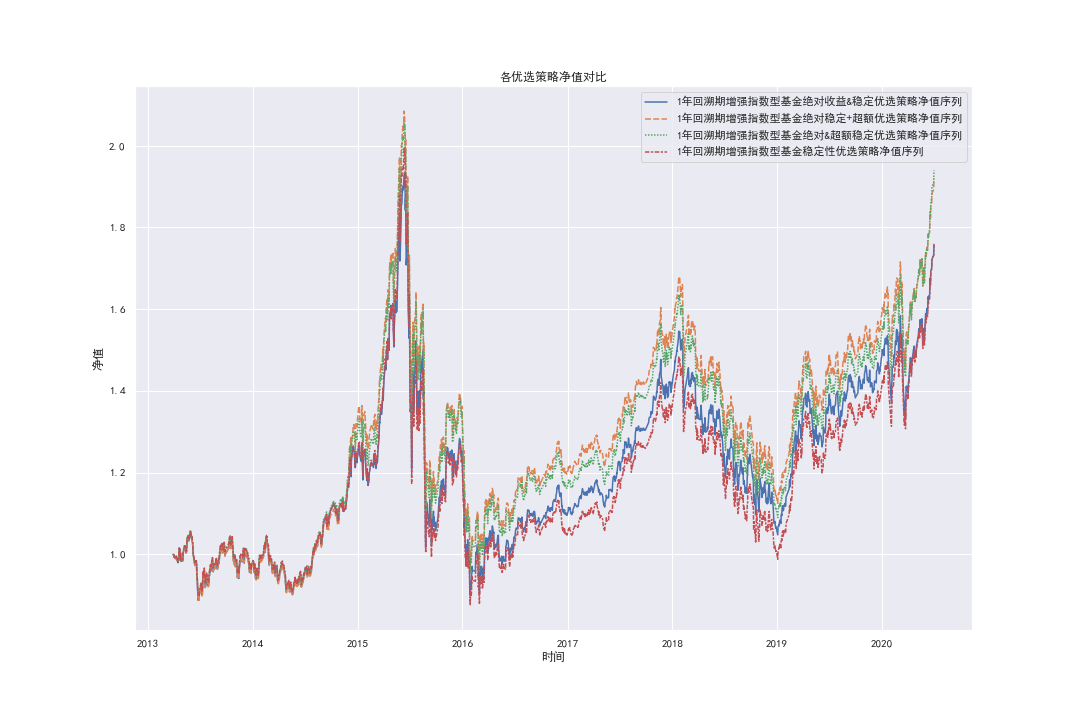 各优选策略净值对比
1年回溯期增强指数型基金绝对收益&稳定优选策略净值序列
1年回溯期增强指数型基金绝对稳定+超额优选策略净值序列
1年回溯期增强指数型基金绝对&超额稳定优选策略净值序列
1年回溯期增强指数型基金稳定性优选策略净值序列
2.0
1.8
1.6
1.4
1.2
1.0
净值
2013 2014 2015 2016 2017 2018 2019 2020
时间